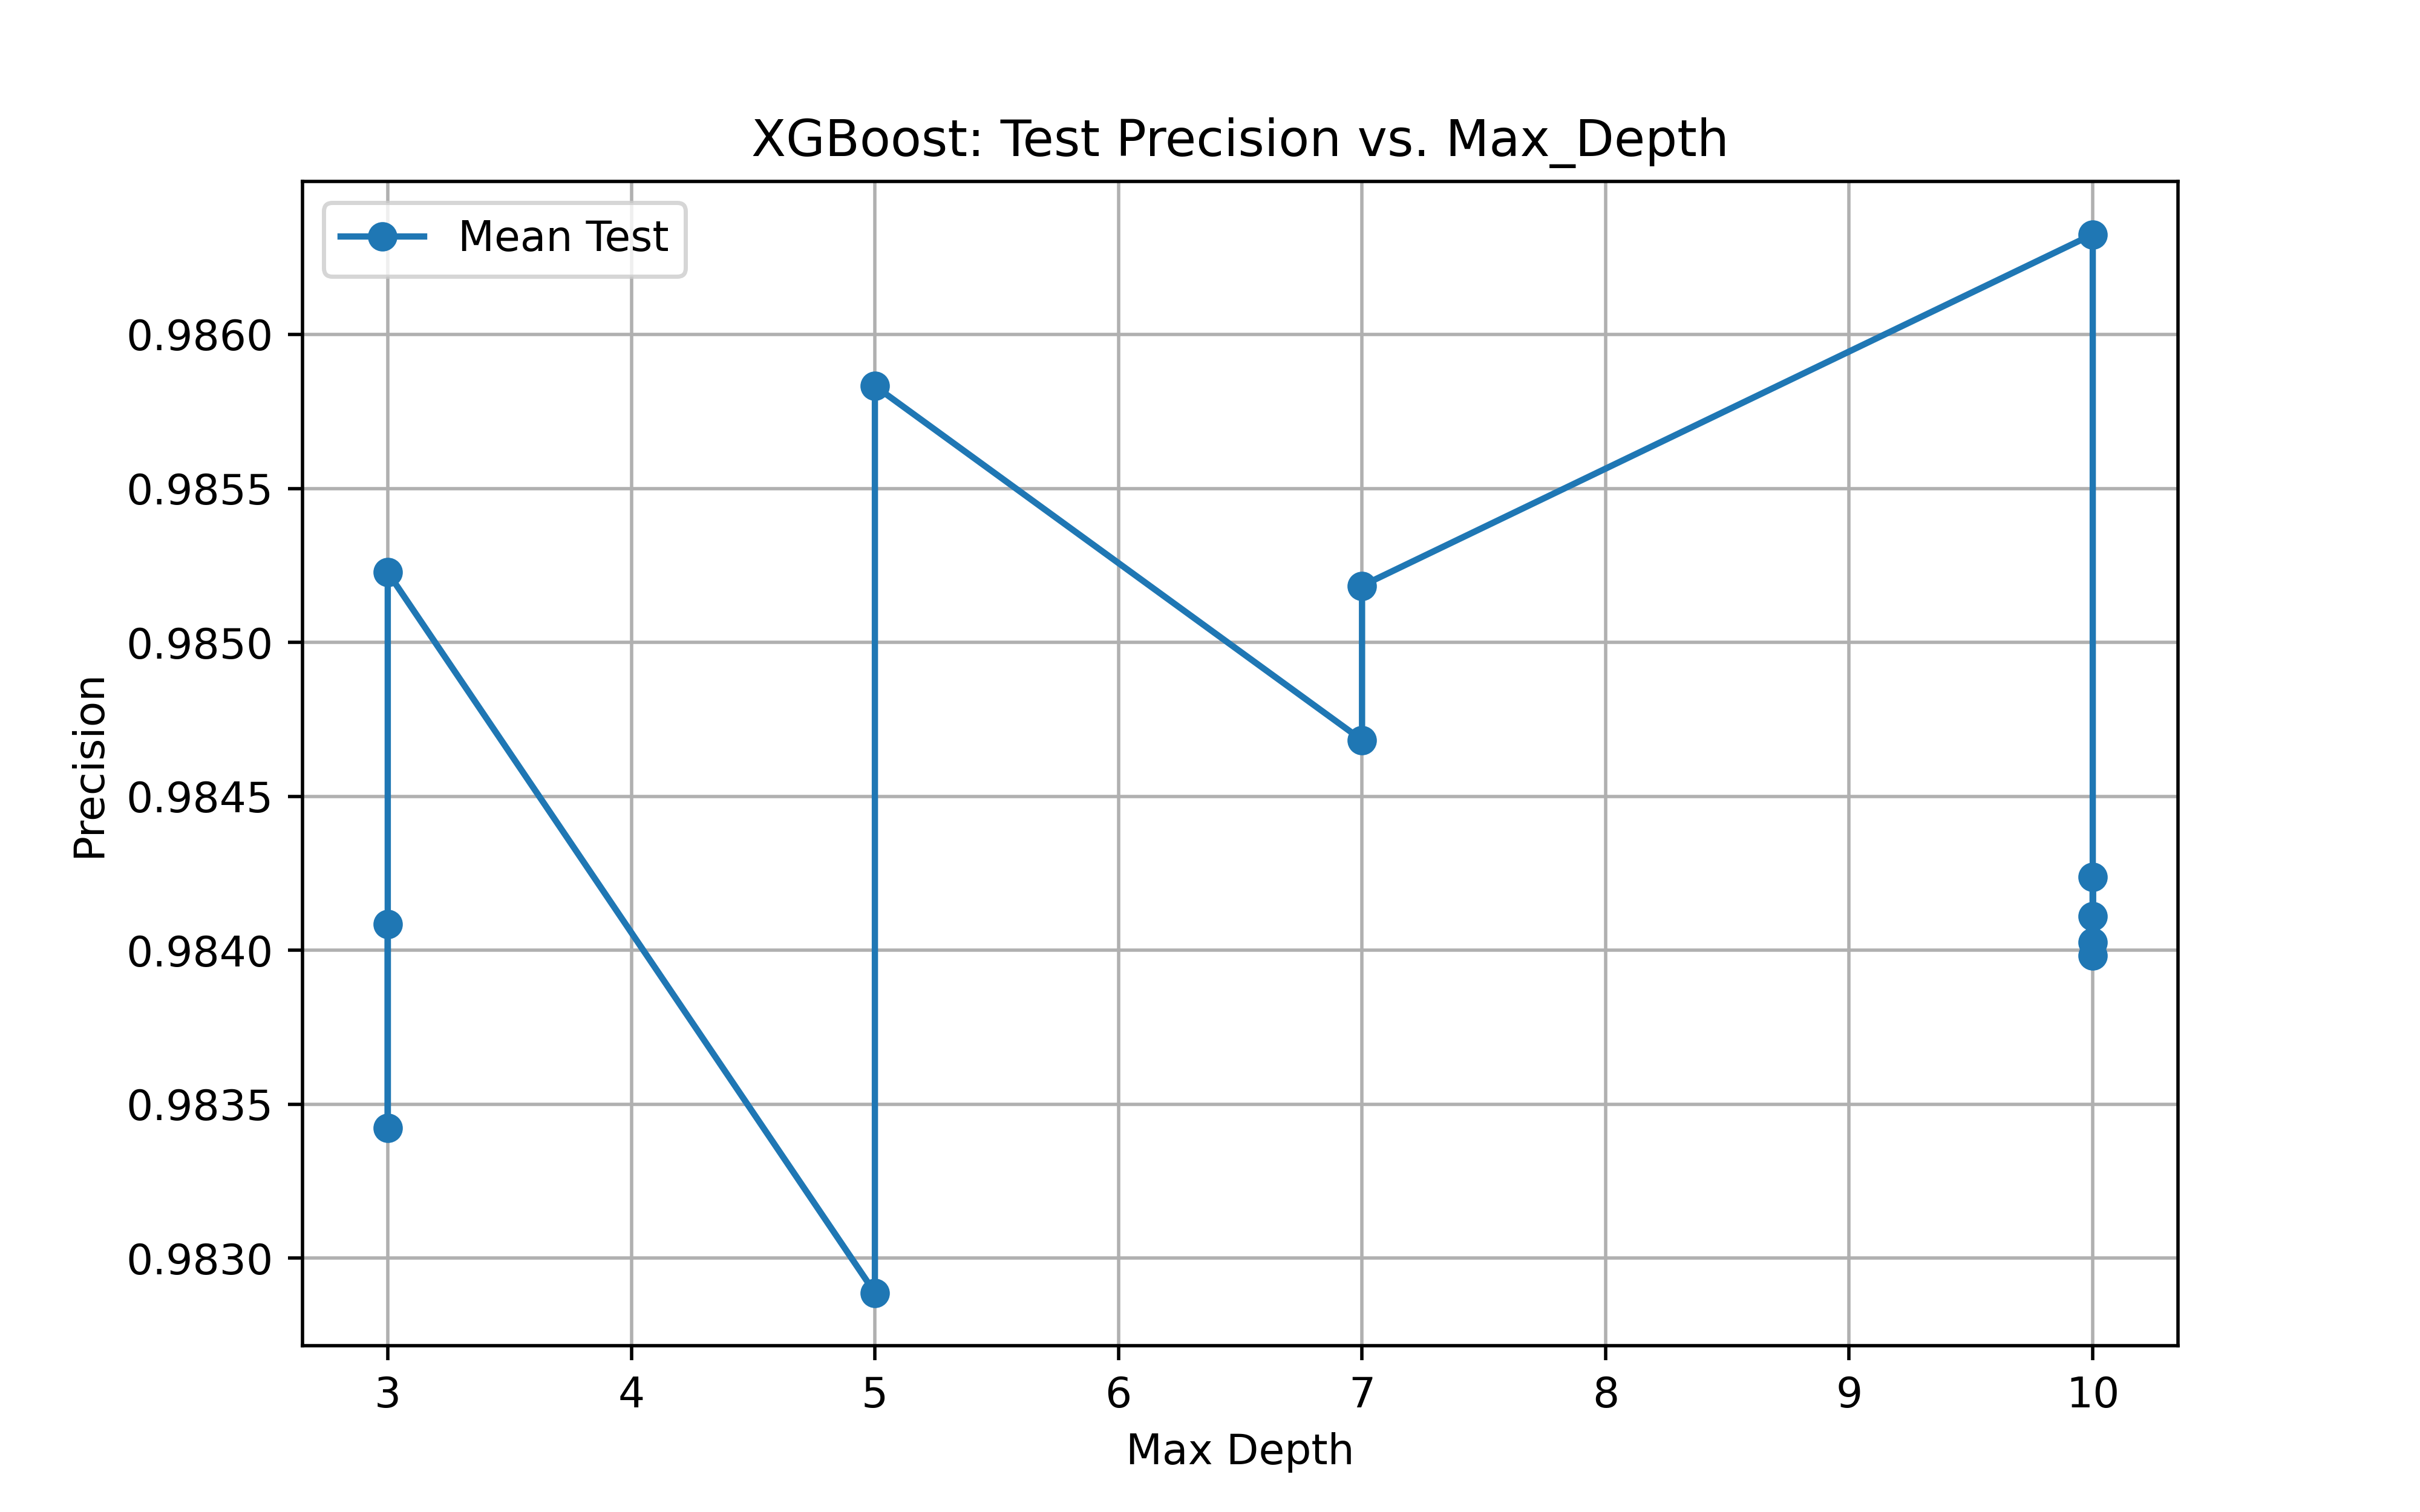 XGBoost: Test Precision vs. Max_Depth
Mean Test
0.9860
0.9855
0.9850
0.9845
0.9840
0.9835
0.9830
Precision
3 4 5 6 7 8 9 10
Max Depth